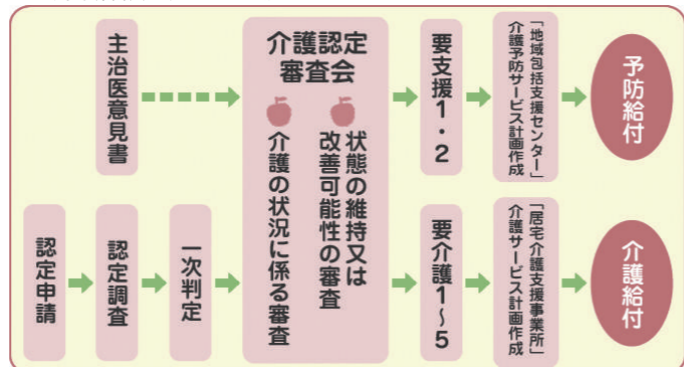 主治医意見書
認定申請
認定調査
一次判定
介護認定
審査会
状態の維持又は
改善可能性の審査
介護の状況に係る審査
要支援1・2
「地域包括支援センター」
介護予防サービス計画作成
予防給付
要介護1~5
「居宅介護支援事業所」
介護サービス計画作成
介護給付